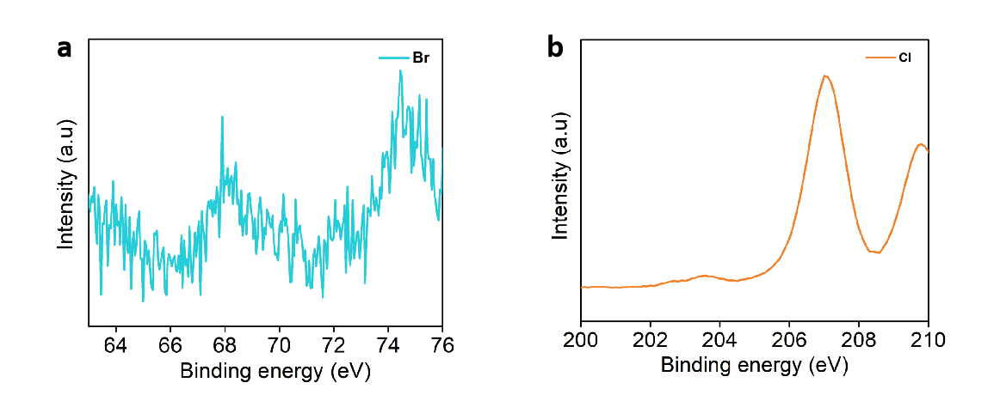 a
Br
Intensity (a.u)
64 66 68 70 72 74 76
Binding energy (eV)
b
Cl
Intensity (a.u)
200 202 204 206 208 210
Binding energy (eV)